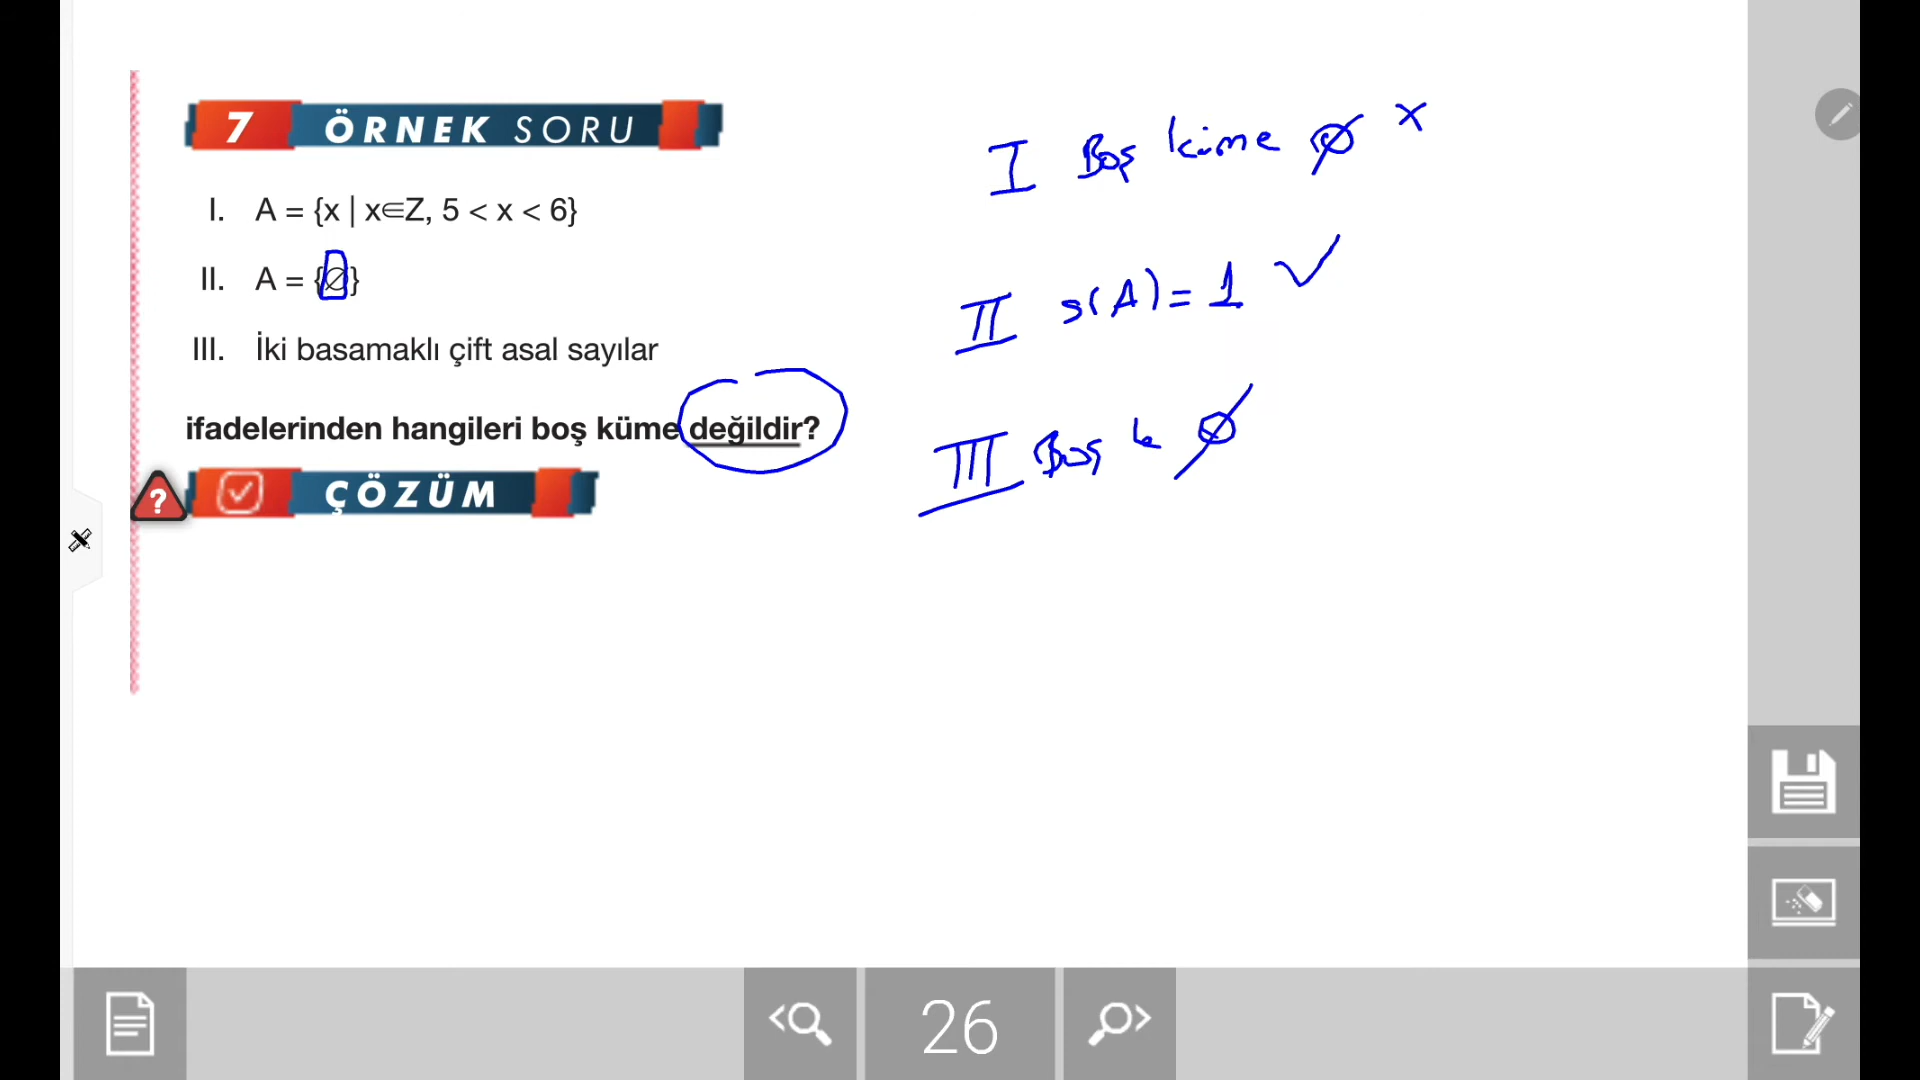 7 ÖRNEK SORU
I. A = {x | x∈Z, 5 < x < 6}
II. A = {∅}
III. İki basamaklı çift asal sayılar
ifadelerinden hangileri boş küme değildir?
? ÇÖZÜM
I Boş küme ∅ x
II s(A) = 1 ✓
III Boş k ∅
26